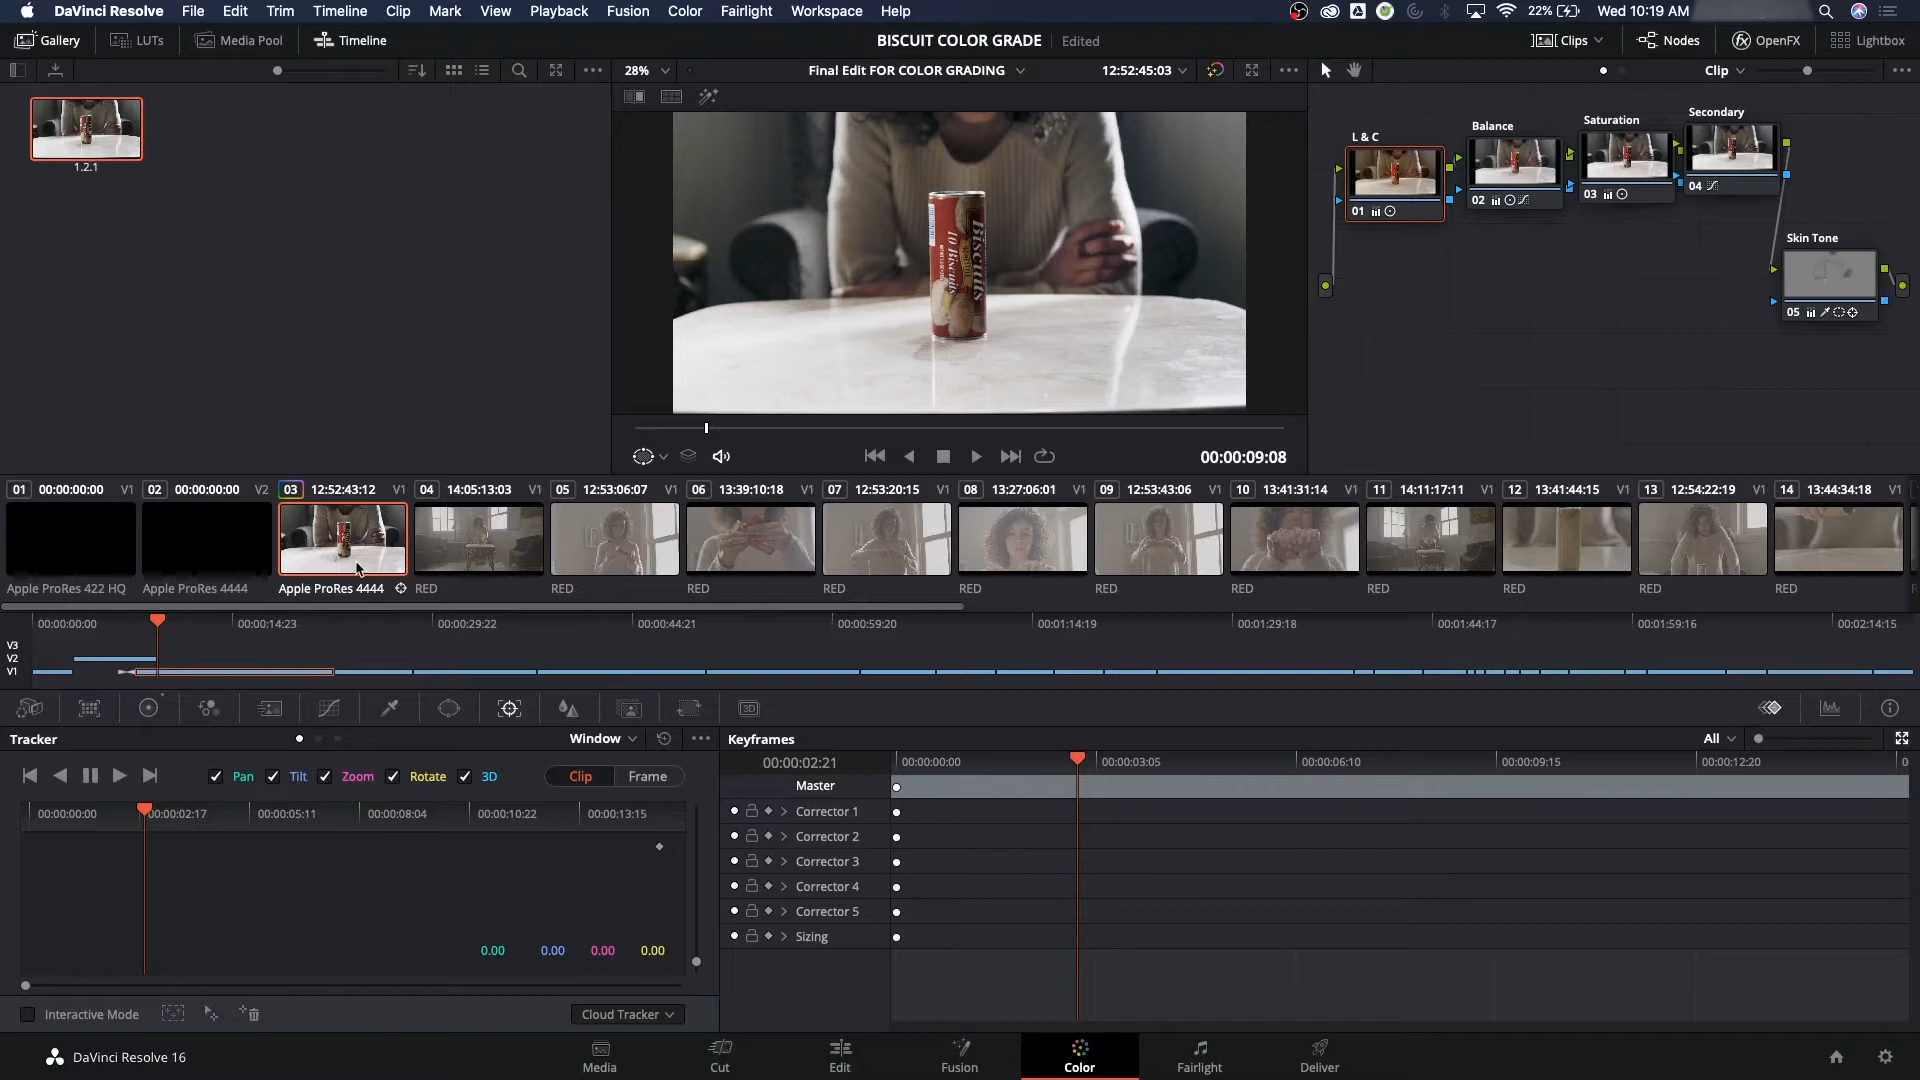 DaVinci Resolve File Edit Trim Timeline Clip Mark View Playback Fusion Color Fairlight Workspace Help 22% Wed 10:19 AM
Gallery LUTs Media Pool Timeline BISCUIT COLOR GRADE Edited Clips Nodes fx OpenFX Lightbox
28% Final Edit FOR COLOR GRADING 12:52:45:03 Clip
1.2.1
Biscuits
10 Biscuits
L & C
01
Balance
02
Saturation
03
Secondary
04
Skin Tone
05
00:00:09:08
01 00:00:00:00 V1 02 00:00:00:00 V2 03 12:52:43:12 V1 04 14:05:13:03 V1 05 12:53:06:07 V1 06 13:39:10:18 V1 07 12:53:20:15 V1 08 13:27:06:01 V1 09 12:53:43:06 V1 10 13:41:31:14 V1 11 14:11:17:11 V1 12 13:41:44:15 V1 13 12:54:22:19 V1 14 13:44:34:18 V1
Apple ProRes 422 HQ Apple ProRes 4444 Apple ProRes 4444 RED RED RED RED RED RED RED RED RED RED RED
00:00:00:00 00:00:14:23 00:00:29:22 00:00:44:21 00:00:59:20 00:01:14:19 00:01:29:18 00:01:44:17 00:01:59:16 00:02:14:15
V3
V2
V1
3D
Tracker Window
Pan Tilt Zoom Rotate 3D Clip Frame
00:00:00:00 00:00:02:17 00:00:05:11 00:00:08:04 00:00:10:22 00:00:13:15
0.00 0.00 0.00 0.00
Interactive Mode Cloud Tracker
Keyframes All
00:00:02:21 00:00:00:00 00:00:03:05 00:00:06:10 00:00:09:15 00:00:12:20
Master
Corrector 1
Corrector 2
Corrector 3
Corrector 4
Corrector 5
Sizing
DaVinci Resolve 16 Media Cut Edit Fusion Color Fairlight Deliver